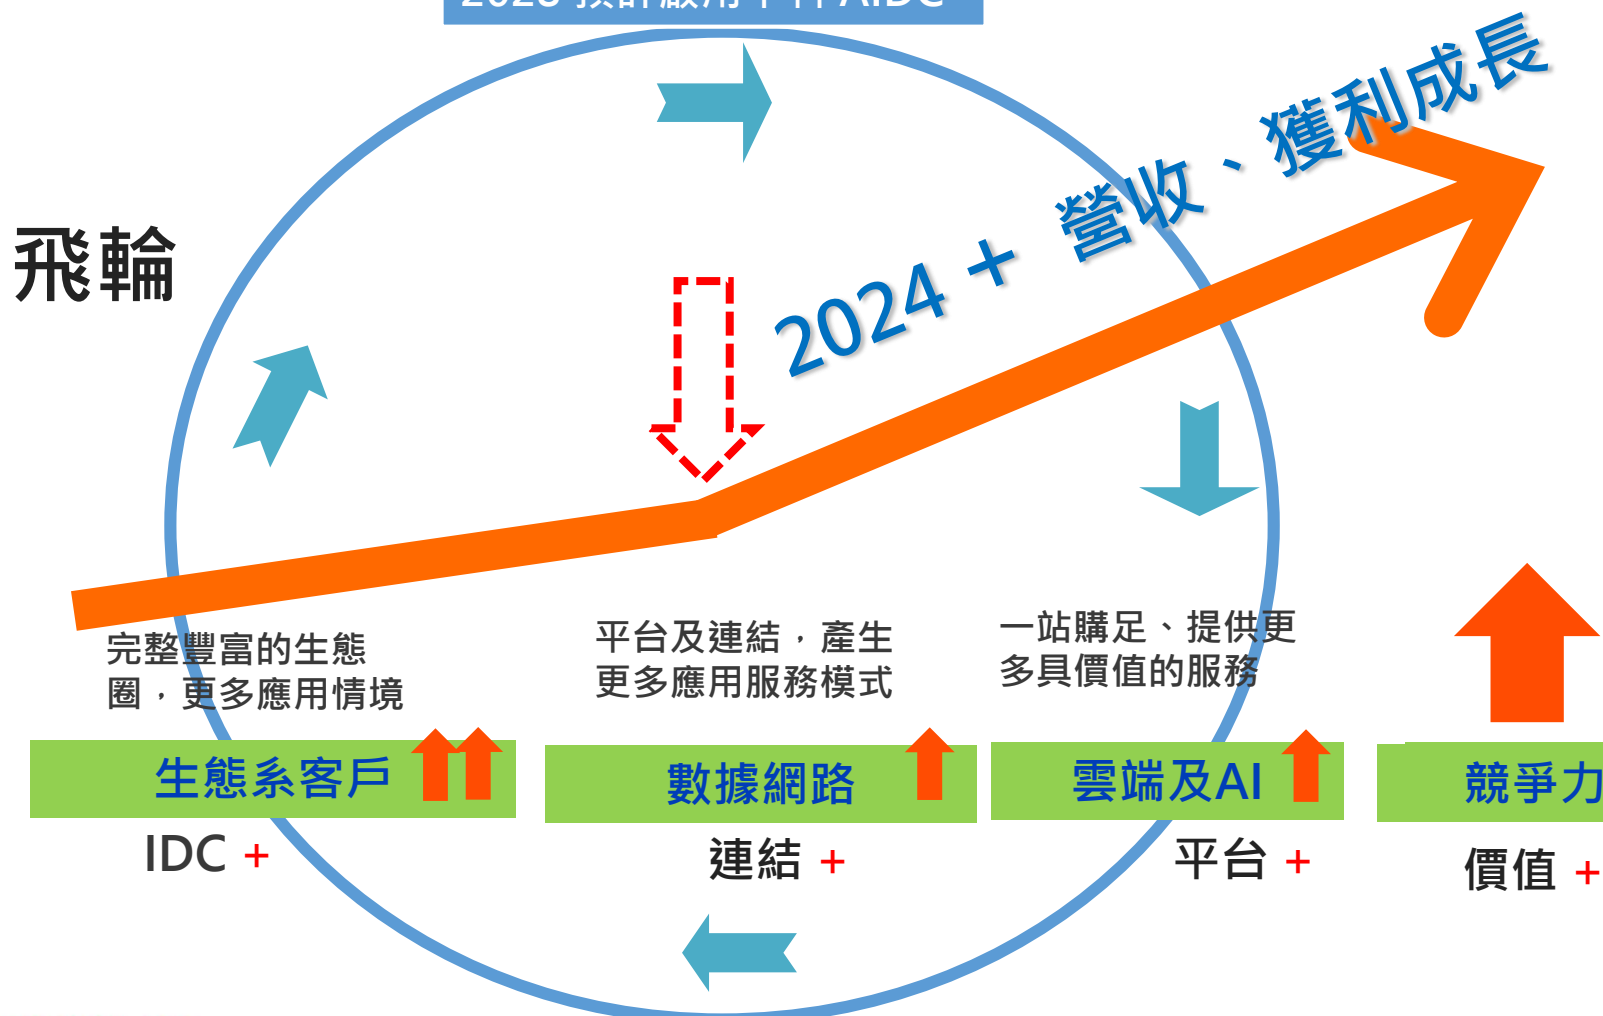 飛輪
2024 + 營收、獲利成長
完整豐富的生態
圈，更多應用情境
平台及連結，產生
更多應用服務模式
一站購足、提供更
多具價值的服務
生態系客戶
數據網路
雲端及AI
競爭力
IDC +
連結 +
平台 +
價值 +